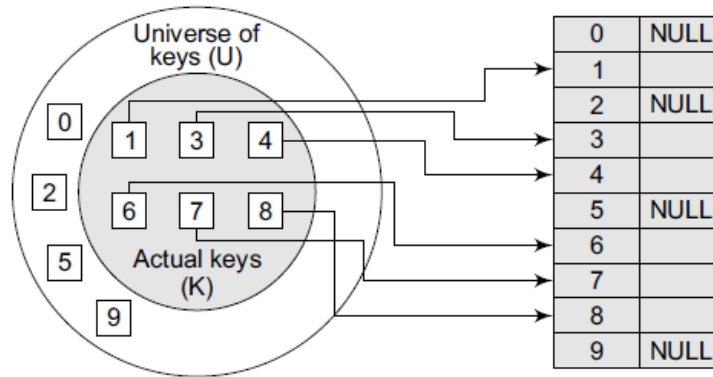 Universe of
keys (U)
0
1 3 4
2
6 7 8
5
Actual keys
(K)
9
0 NULL
1
2 NULL
3
4
5 NULL
6
7
8
9 NULL